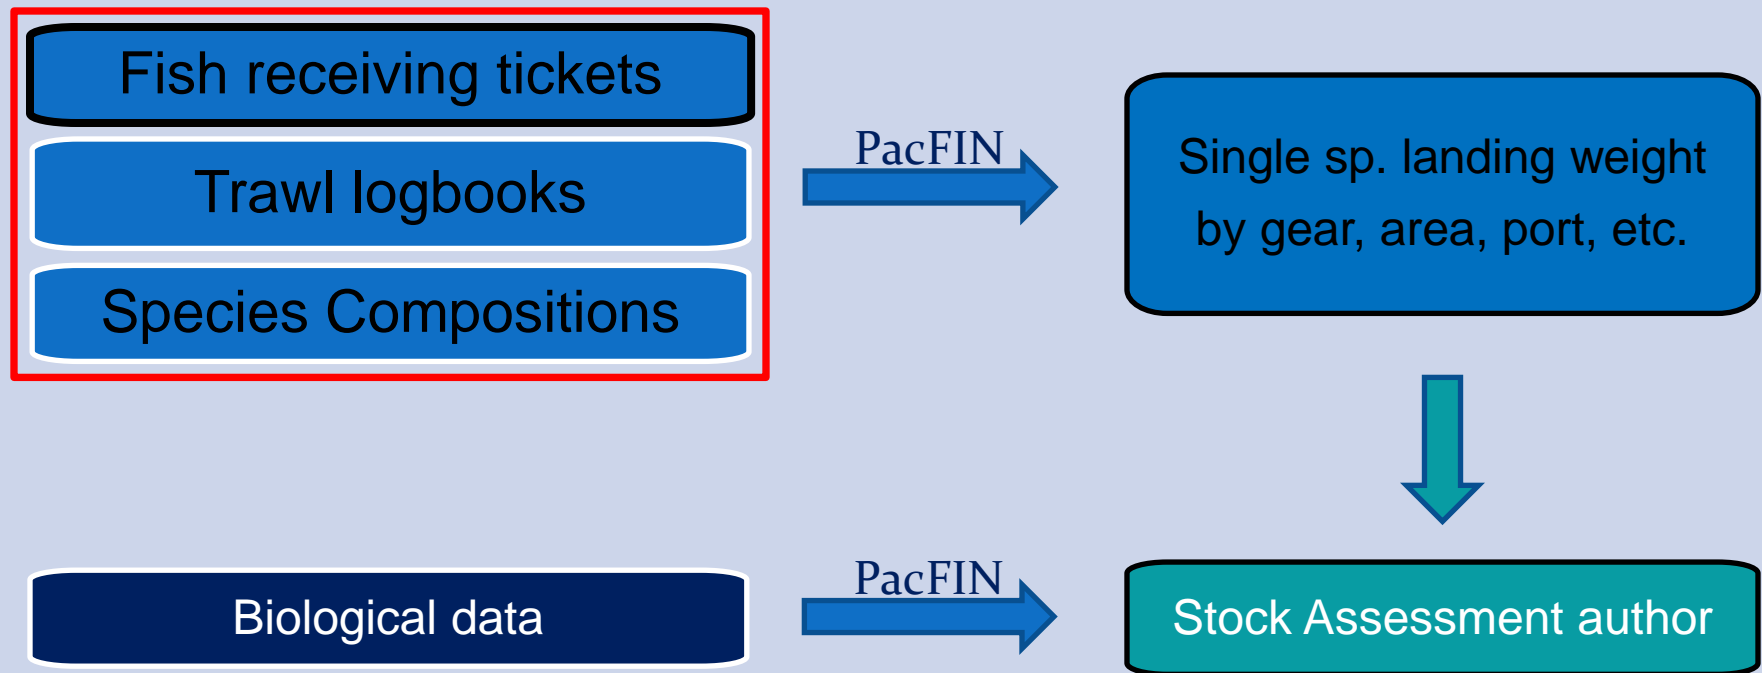 Fish receiving tickets
Trawl logbooks
Species Compositions
PacFIN
Single sp. landing weight
by gear, area, port, etc.
Biological data
PacFIN
Stock Assessment author